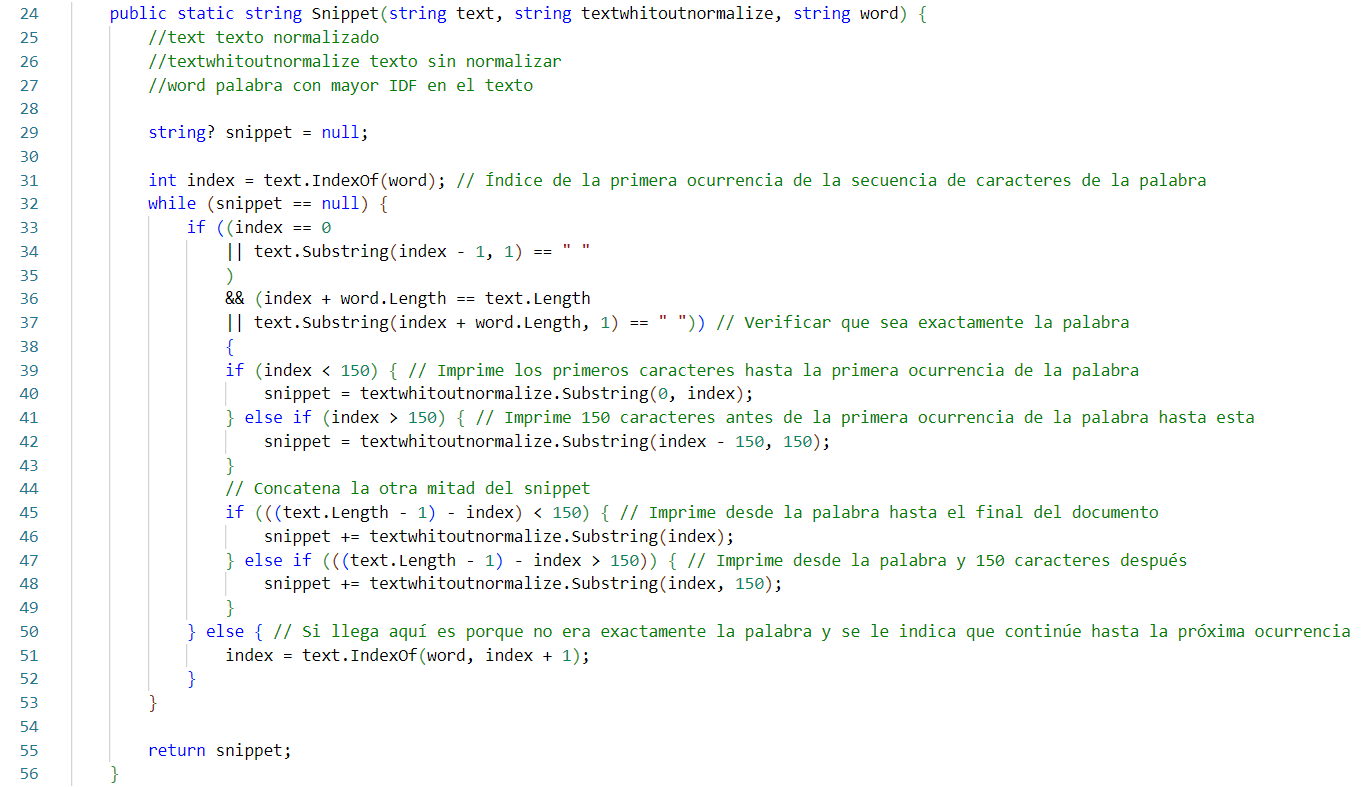 24 public static string Snippet(string text, string textwhitoutnormalize, string word) {
25 //text texto normalizado
26 //textwhitoutnormalize texto sin normalizar
27 //word palabra con mayor IDF en el texto
28
29 string? snippet = null;
30
31 int index = text.IndexOf(word); // Índice de la primera ocurrencia de la secuencia de caracteres de la palabra
32 while (snippet == null) {
33 if ((index == 0
34 || text.Substring(index - 1, 1) == " "
35 )
36 && (index + word.Length == text.Length
37 || text.Substring(index + word.Length, 1) == " ")) // Verificar que sea exactamente la palabra
38 {
39 if (index < 150) { // Imprime los primeros caracteres hasta la primera ocurrencia de la palabra
40 snippet = textwhitoutnormalize.Substring(0, index);
41 } else if (index > 150) { // Imprime 150 caracteres antes de la primera ocurrencia de la palabra hasta esta
42 snippet = textwhitoutnormalize.Substring(index - 150, 150);
43 }
44 // Concatena la otra mitad del snippet
45 if (((text.Length - 1) - index) < 150) { // Imprime desde la palabra hasta el final del documento
46 snippet += textwhitoutnormalize.Substring(index);
47 } else if (((text.Length - 1) - index > 150)) { // Imprime desde la palabra y 150 caracteres después
48 snippet += textwhitoutnormalize.Substring(index, 150);
49 }
50 } else { // Si llega aquí es porque no era exactamente la palabra y se le indica que continúe hasta la próxima ocurrencia
51 index = text.IndexOf(word, index + 1);
52 }
53 }
54
55 return snippet;
56 }